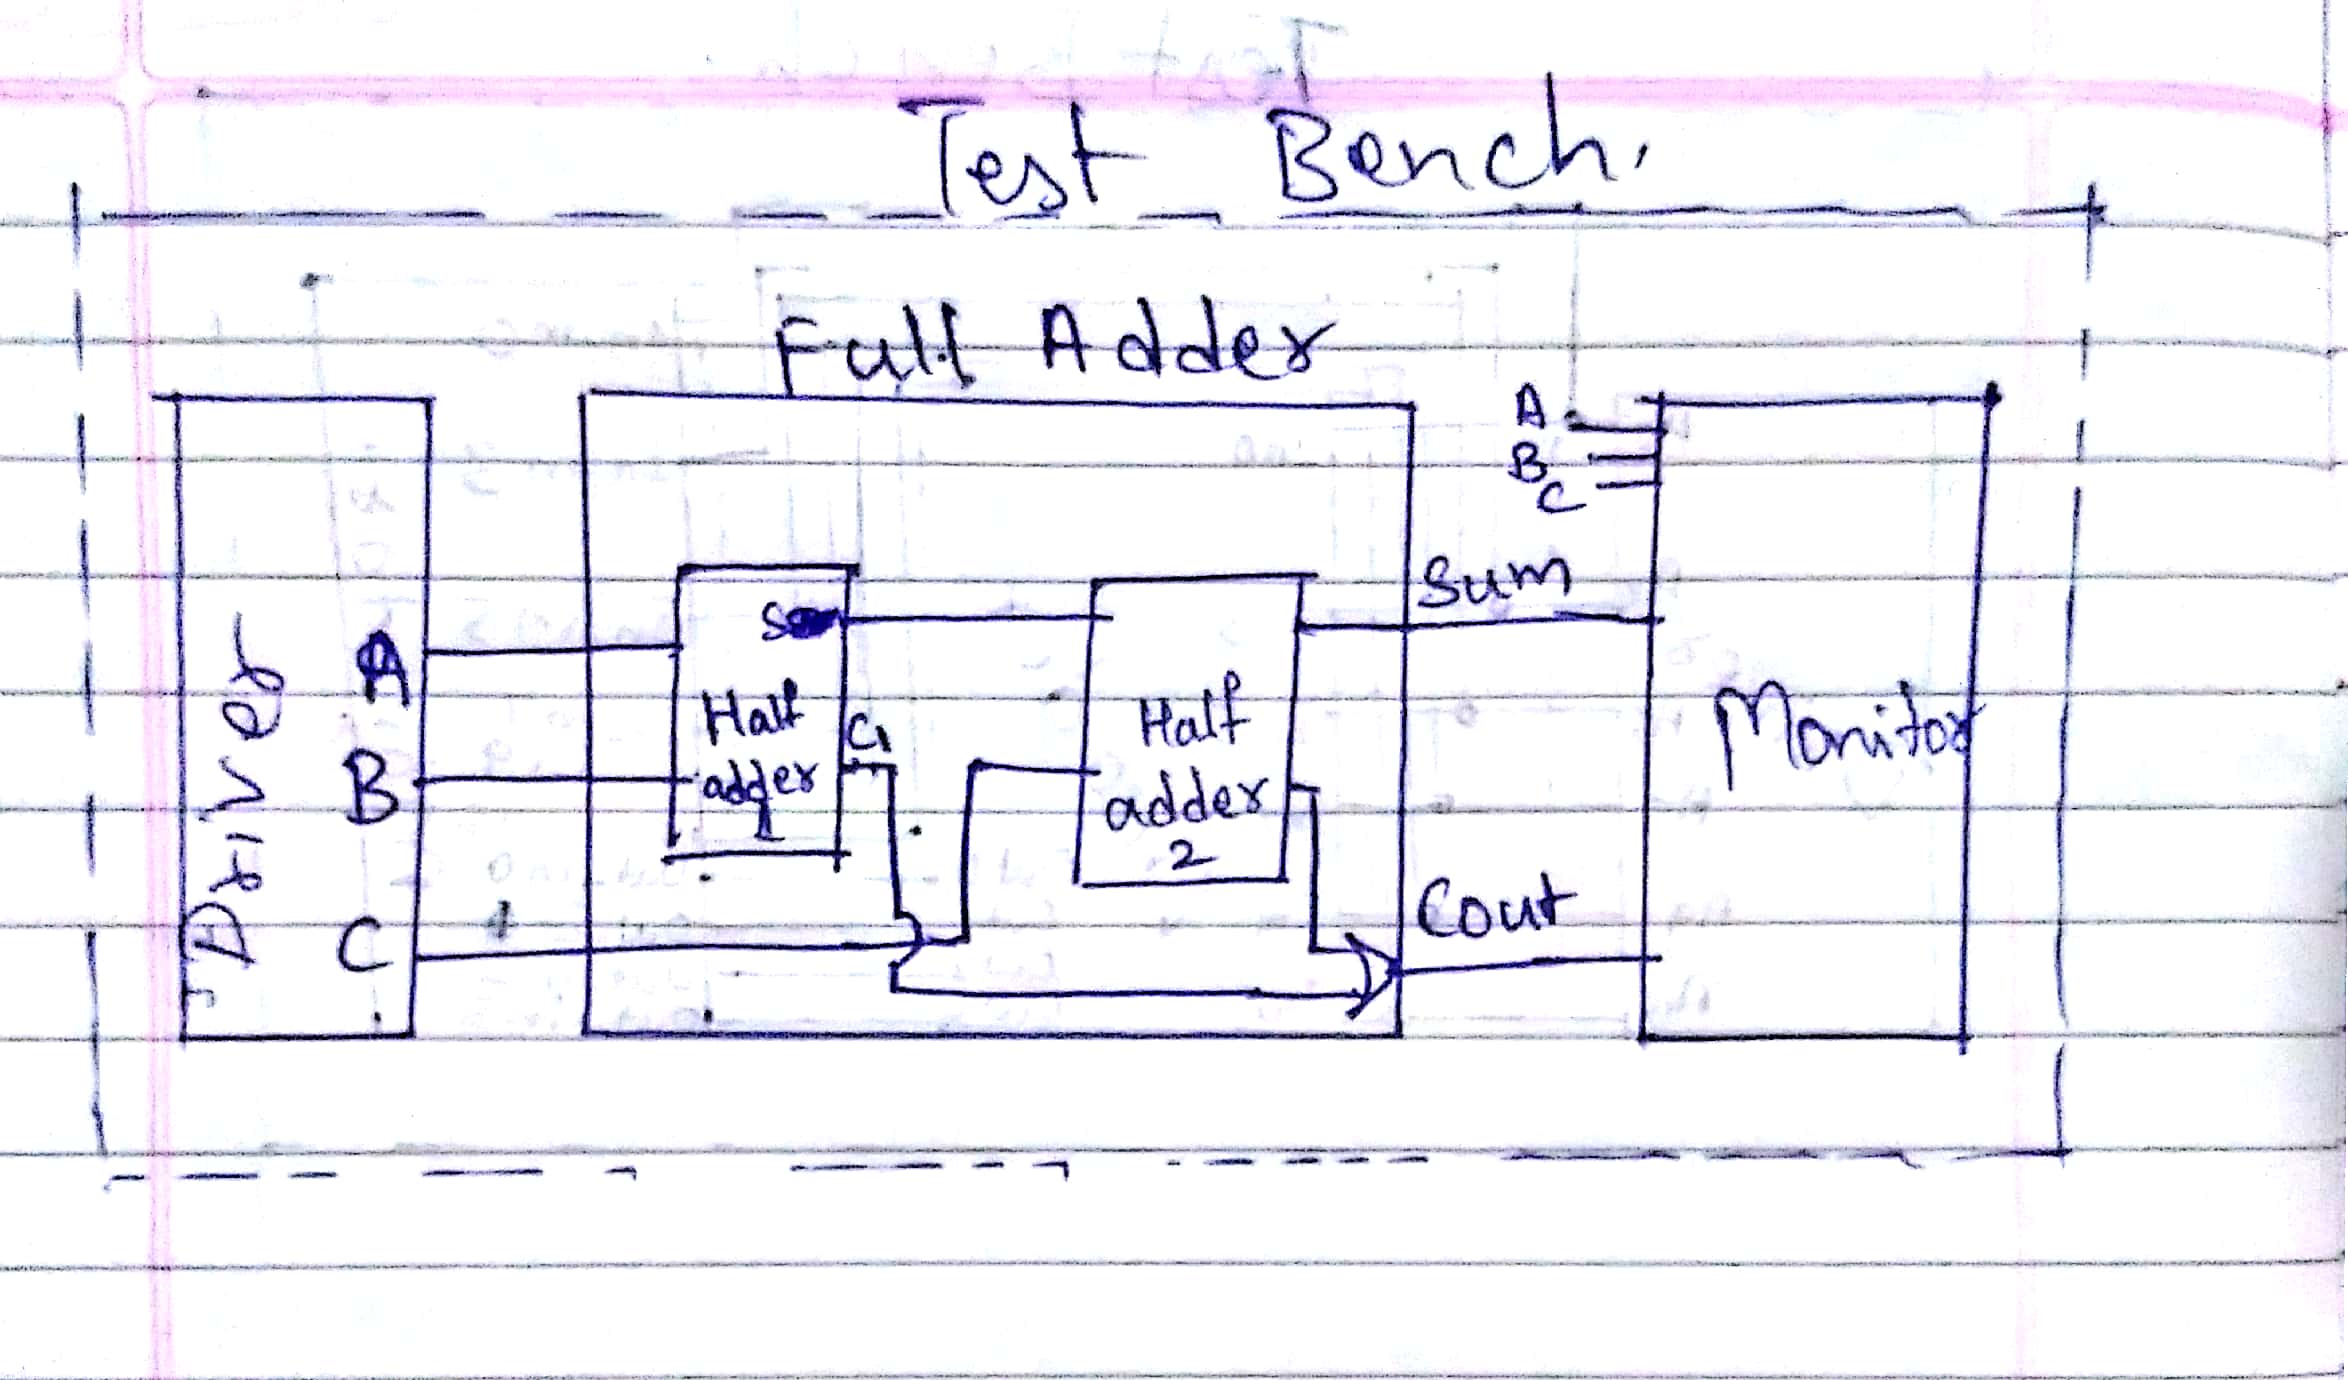 Test Bench.
Full Adder
A
B
C
Driver
A
B
C
S
Half
adder
1
C1
Half
adder
2
Sum
Cout
Monitor